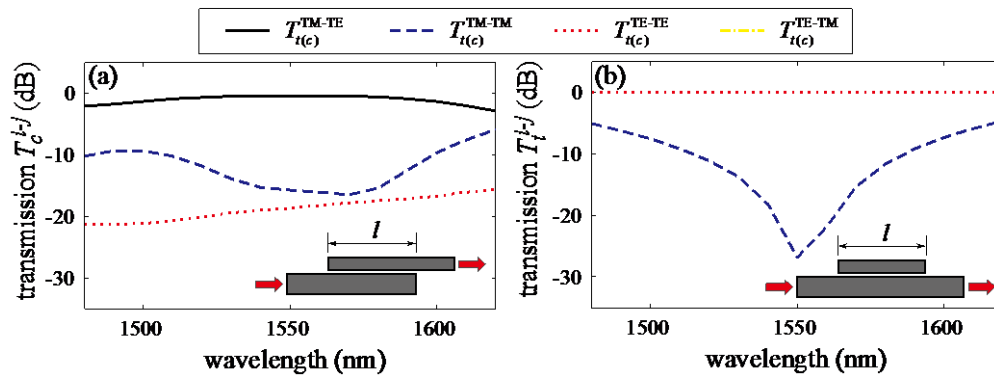 T_{t(c)}^{TM-TE} T_{t(c)}^{TM-TM} T_{t(c)}^{TE-TE} T_{t(c)}^{TE-TM}
(a)
transmission T_c^{i-j} (dB)
0
-10
-20
-30
l
1500 1550 1600
wavelength (nm)
(b)
transmission T_t^{i-j} (dB)
0
-10
-20
-30
l
1500 1550 1600
wavelength (nm)